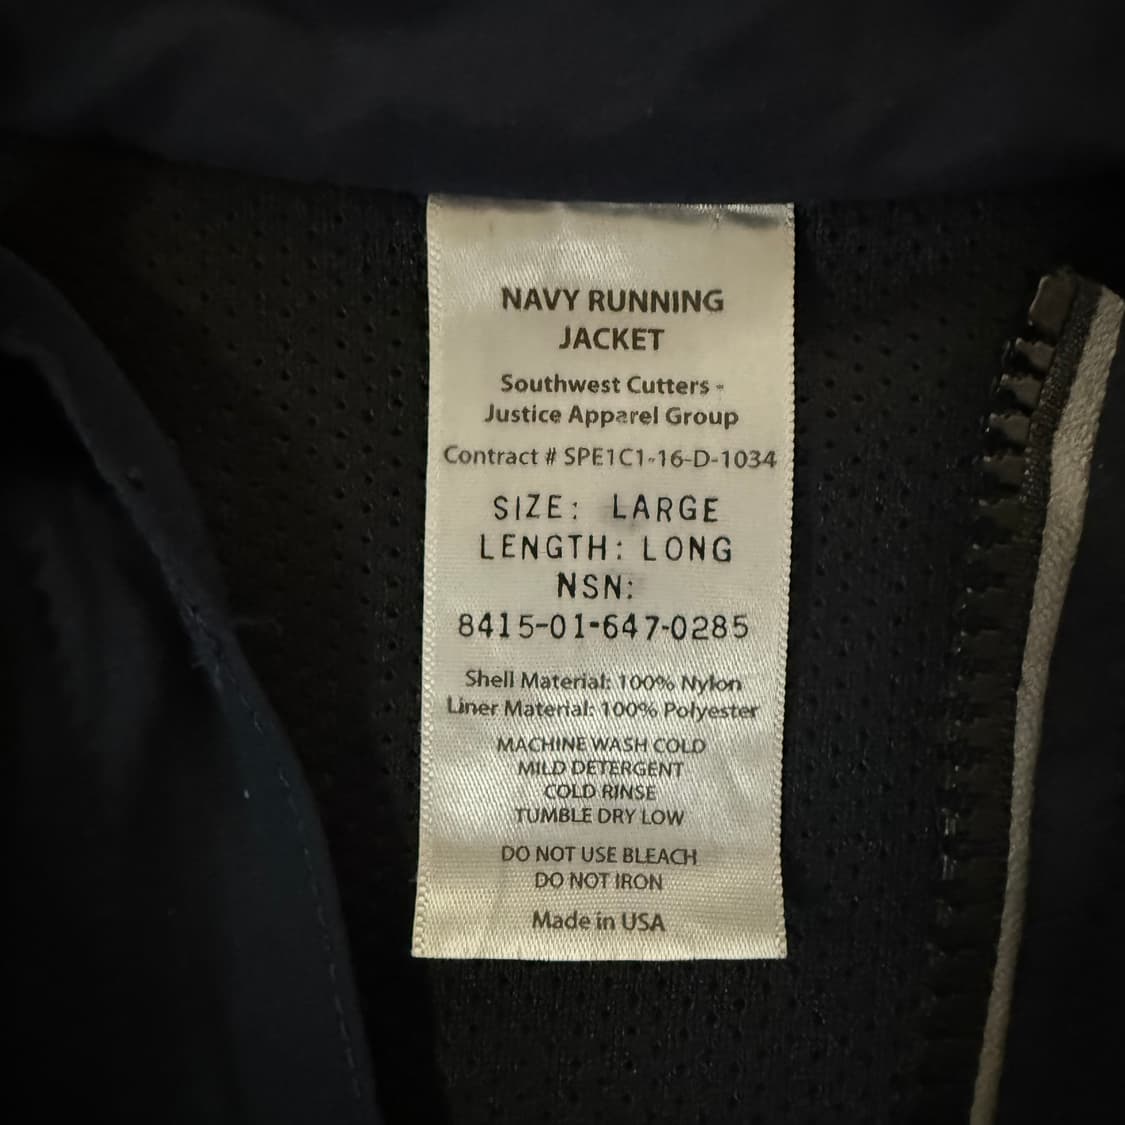 NAVY RUNNING
JACKET
Southwest Cutters -
Justice Apparel Group
Contract # SPE1C1-16-D-1034
SIZE: LARGE
LENGTH: LONG
NSN:
8415-01-647-0285
Shell Material: 100% Nylon
Liner Material: 100% Polyester
MACHINE WASH COLD
MILD DETERGENT
COLD RINSE
TUMBLE DRY LOW
DO NOT USE BLEACH
DO NOT IRON
Made in USA